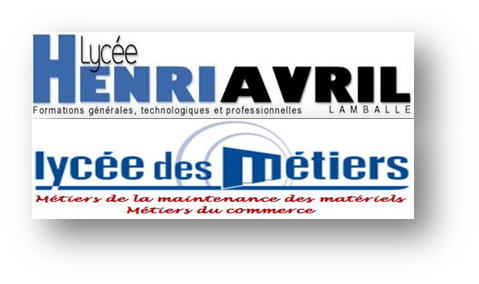 Lycée
HENRI AVRIL
Formations générales, technologiques et professionnelles LAMBALLE
lycée des métiers
Métiers de la maintenance des matériels
Métiers du commerce